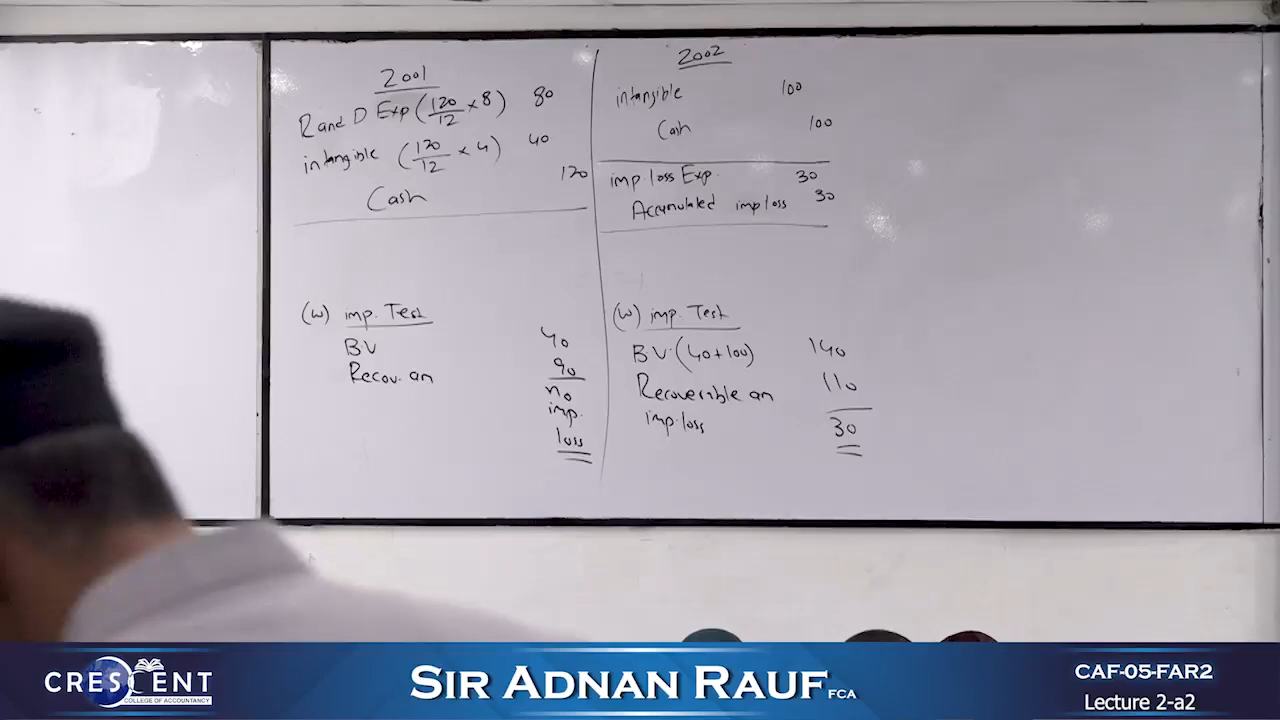 2001
R and D Exp (120/12 x 8) 80
intangible (120/12 x 4) 40
Cash 120
(W) imp. Test
BV 40
Recov. am 90
no
imp.
loss
2002
intangible 100
Cash 100
imp loss Exp. 30
Accumulated imp loss 30
(W) imp. Test
BV. (40+100) 140
Recoverable am 110
imp. loss 30
CRESCENT
COLLEGE OF ACCOUNTANCY
SIR ADNAN RAUF FCA
CAF-05-FAR2
Lecture 2-a2